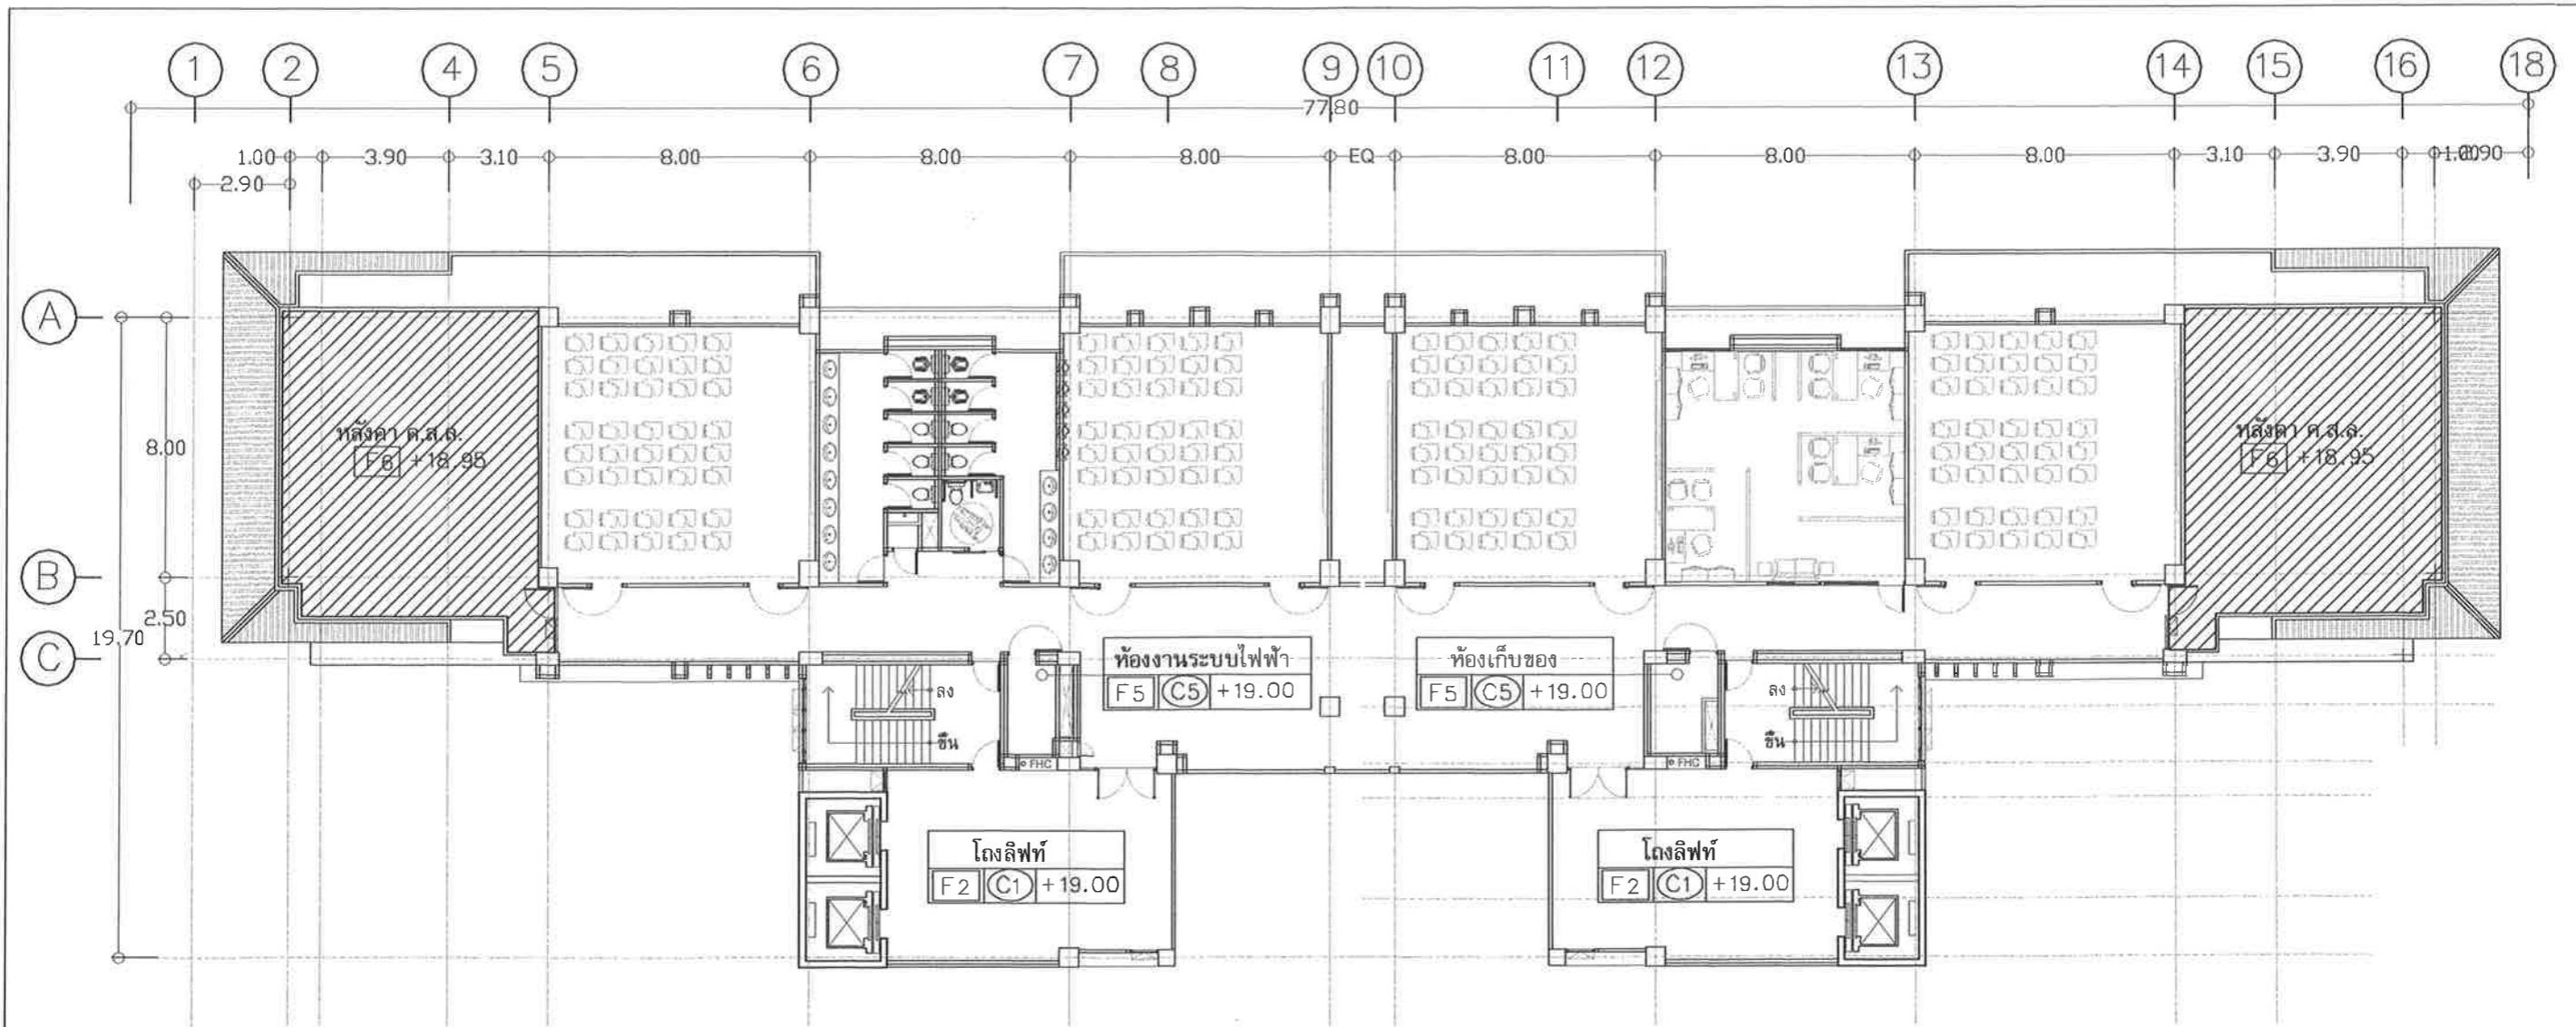 1 2 4 5 6 7 8 9 10 11 12 13 14 15 16 18
77.80
1.00 3.90 3.10 8.00 8.00 8.00 EQ 8.00 8.00 8.00 3.10 3.90
2.90
A
8.00
B
2.50
19.70
C
หลังคา ค.ส.ล.
F6 +18.95
หลังคา ค.ส.ล.
F6 +18.95
ห้องงานระบบไฟฟ้า
F5 C5 +19.00
ห้องเก็บของ
F5 C5 +19.00
ลง
ขึ้น
FHC
ลง
ขึ้น
FHC
โถงลิฟท์
F2 C1 +19.00
โถงลิฟท์
F2 C1 +19.00